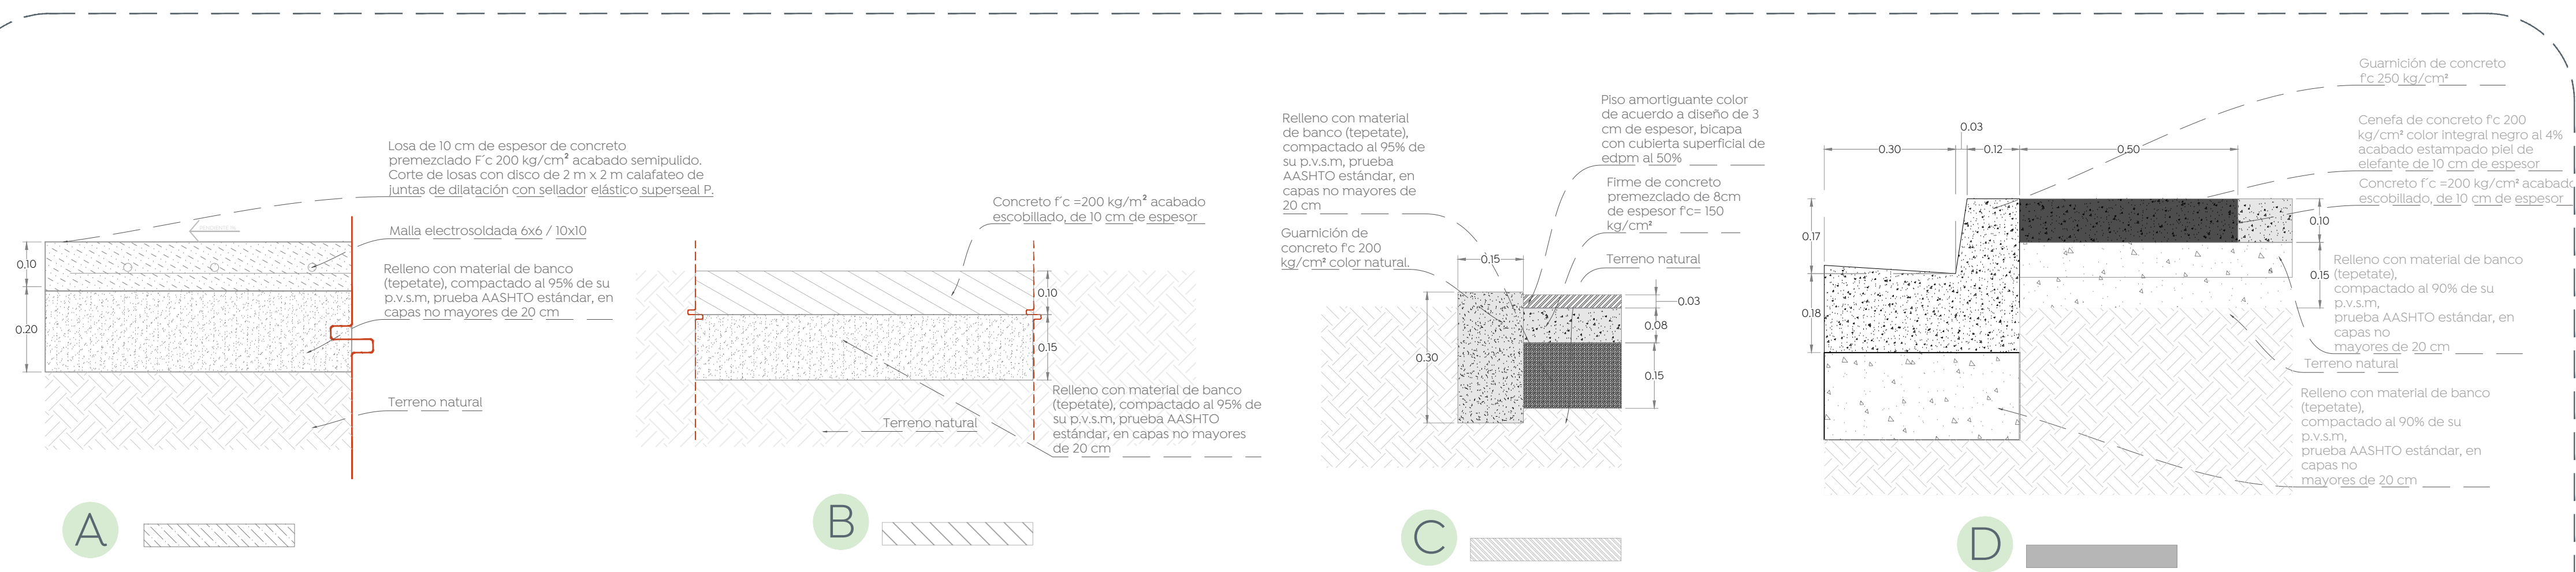 Losa de 10 cm de espesor de concreto
premezclado F´c 200 kg/cm² acabado semipulido.
Corte de losas con disco de 2 m x 2 m calafateo de
juntas de dilatación con sellador elástico superseal P.
Malla electrosoldada 6x6 / 10x10
Relleno con material de banco
(tepetate), compactado al 95% de su
p.v.s.m, prueba AASHTO estándar, en
capas no mayores de 20 cm
0.10
0.20
Terreno natural
A
Concreto f´c =200 kg/m² acabado
escobillado, de 10 cm de espesor
0.10
0.15
Relleno con material de banco
(tepetate), compactado al 95% de
su p.v.s.m, prueba AASHTO
estándar, en capas no mayores
de 20 cm
Terreno natural
B
Relleno con material
de banco (tepetate),
compactado al 95% de
su p.v.s.m, prueba
AASHTO estándar, en
capas no mayores de
20 cm
Guarnición de
concreto f'c 200
kg/cm² color natural.
Piso amortiguante color
de acuerdo a diseño de 3
cm de espesor, bicapa
con cubierta superficial de
edpm al 50%
Firme de concreto
premezclado de 8cm
de espesor f'c= 150
kg/cm²
Terreno natural
0.15
0.30
0.03
0.08
0.15
C
0.03
0.30
0.12
0.50
0.17
0.18
0.10
0.15
Guarnición de concreto
f'c 250 kg/cm²
Cenefa de concreto f'c 200
kg/cm² color integral negro al 4%
acabado estampado piel de
elefante de 10 cm de espesor
Concreto f´c =200 kg/cm² acabado
escobillado, de 10 cm de espesor
Relleno con material de banco
(tepetate),
compactado al 90% de su
p.v.s.m,
prueba AASHTO estándar, en
capas no
mayores de 20 cm
Terreno natural
Relleno con material de banco
(tepetate),
compactado al 90% de su
p.v.s.m,
prueba AASHTO estándar, en
capas no
mayores de 20 cm
D